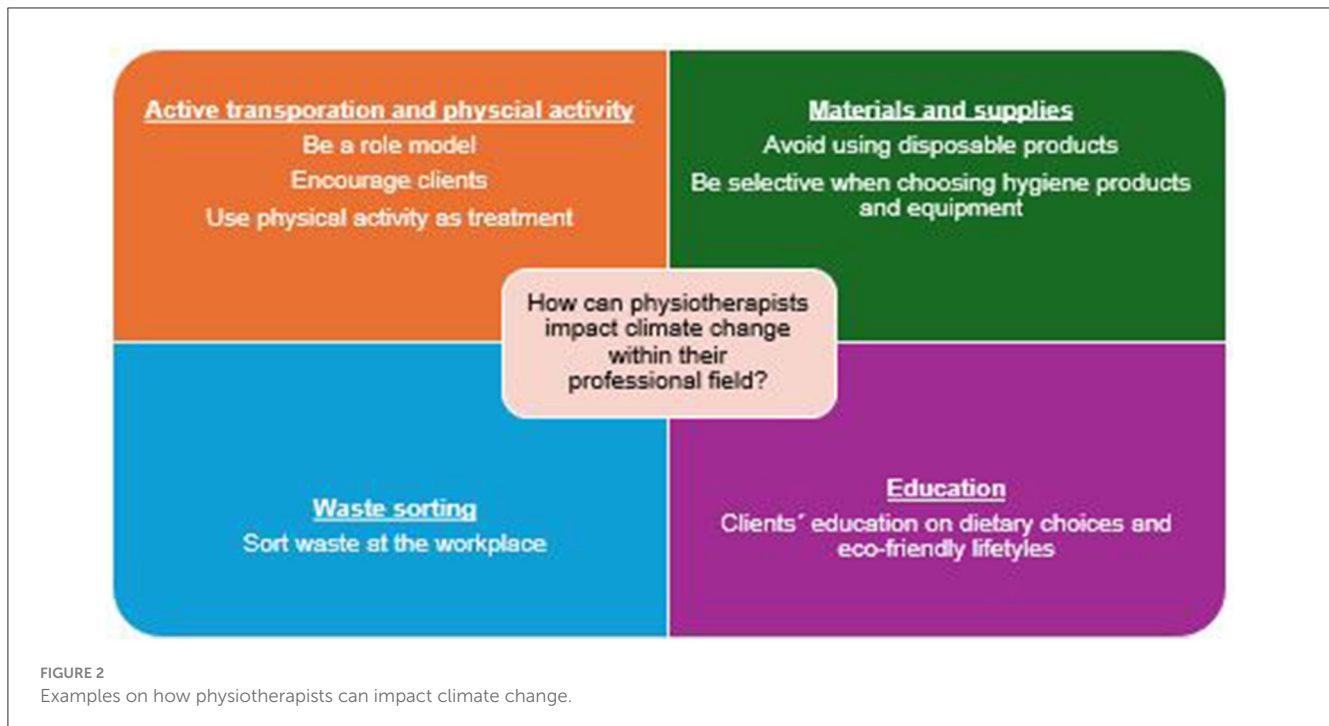 Active transporation and physcial activity
Be a role model
Encourage clients
Use physical activity as treatment
Materials and supplies
Avoid using disposable products
Be selective when choosing hygiene products
and equipment
How can physiotherapists
impact climate change
within their
professional field?
Waste sorting
Sort waste at the workplace
Education
Clients´ education on dietary choices and
eco-friendly lifetyles
FIGURE 2
Examples on how physiotherapists can impact climate change.